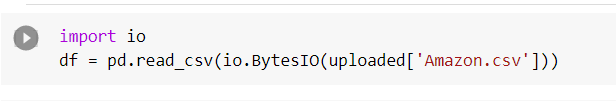 import io
df = pd.read_csv(io.BytesIO(uploaded['Amazon.csv']))